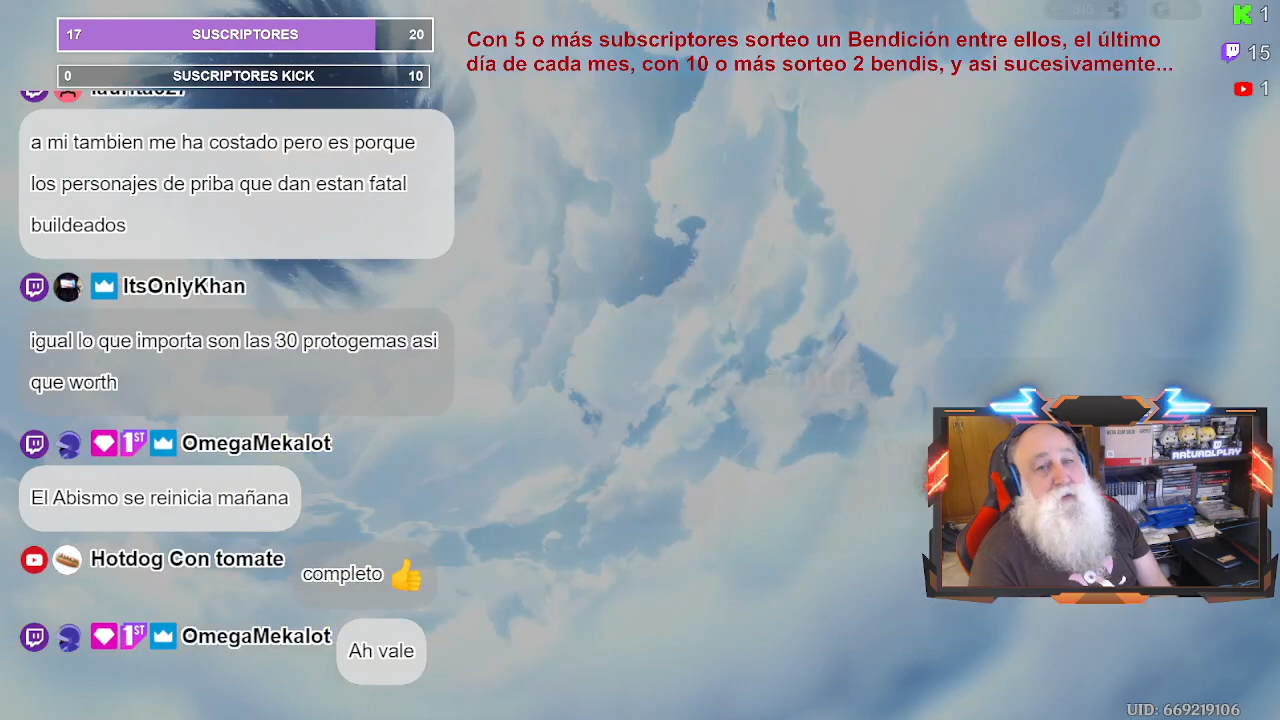 17 SUSCRIPTORES 20
0 SUSCRIPTORES KICK 10
Con 5 o más subscriptores sorteo un Bendición entre ellos, el último
día de cada mes, con 10 o más sorteo 2 bendis, y asi sucesivamente...
1
15
1
a mi tambien me ha costado pero es porque
los personajes de priba que dan estan fatal
buildeados
ItsOnlyKhan
igual lo que importa son las 30 protogemas asi
que worth
1ST OmegaMekalot
El Abismo se reinicia mañana
Hotdog Con tomate
completo 👍
1ST OmegaMekalot
Ah vale
ARTUROLPLAY
UID: 669219106